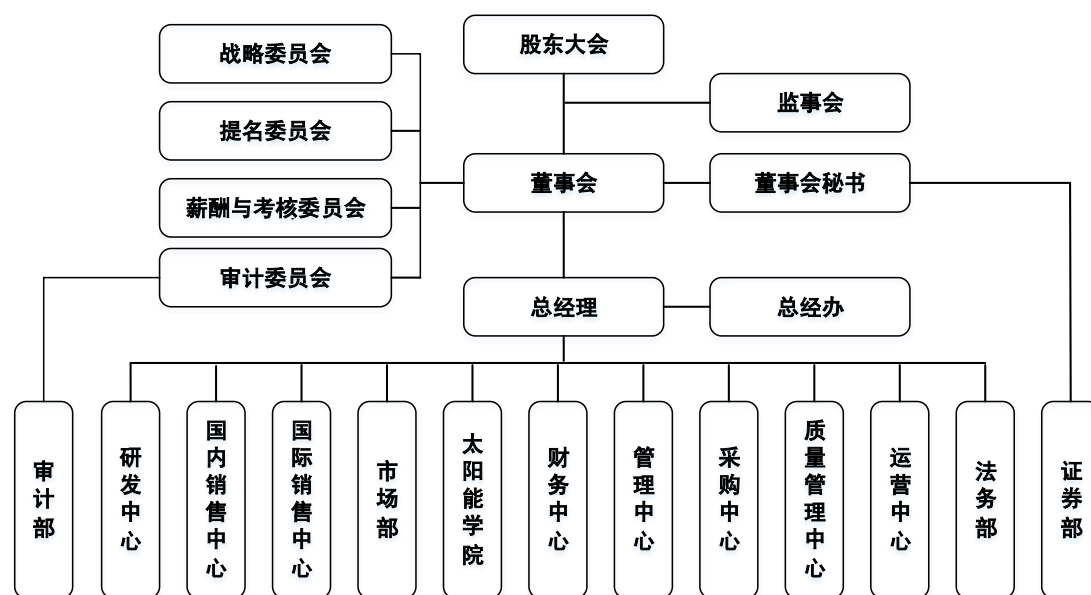 战略委员会
股东大会
提名委员会
监事会
薪酬与考核委员会
董事会
董事会秘书
审计委员会
总经理
总经办
审计部
研发中心
国内销售中心
国际销售中心
市场部
太阳能学院
财务中心
管理中心
采购中心
质量管理中心
运营中心
法务部
证券部